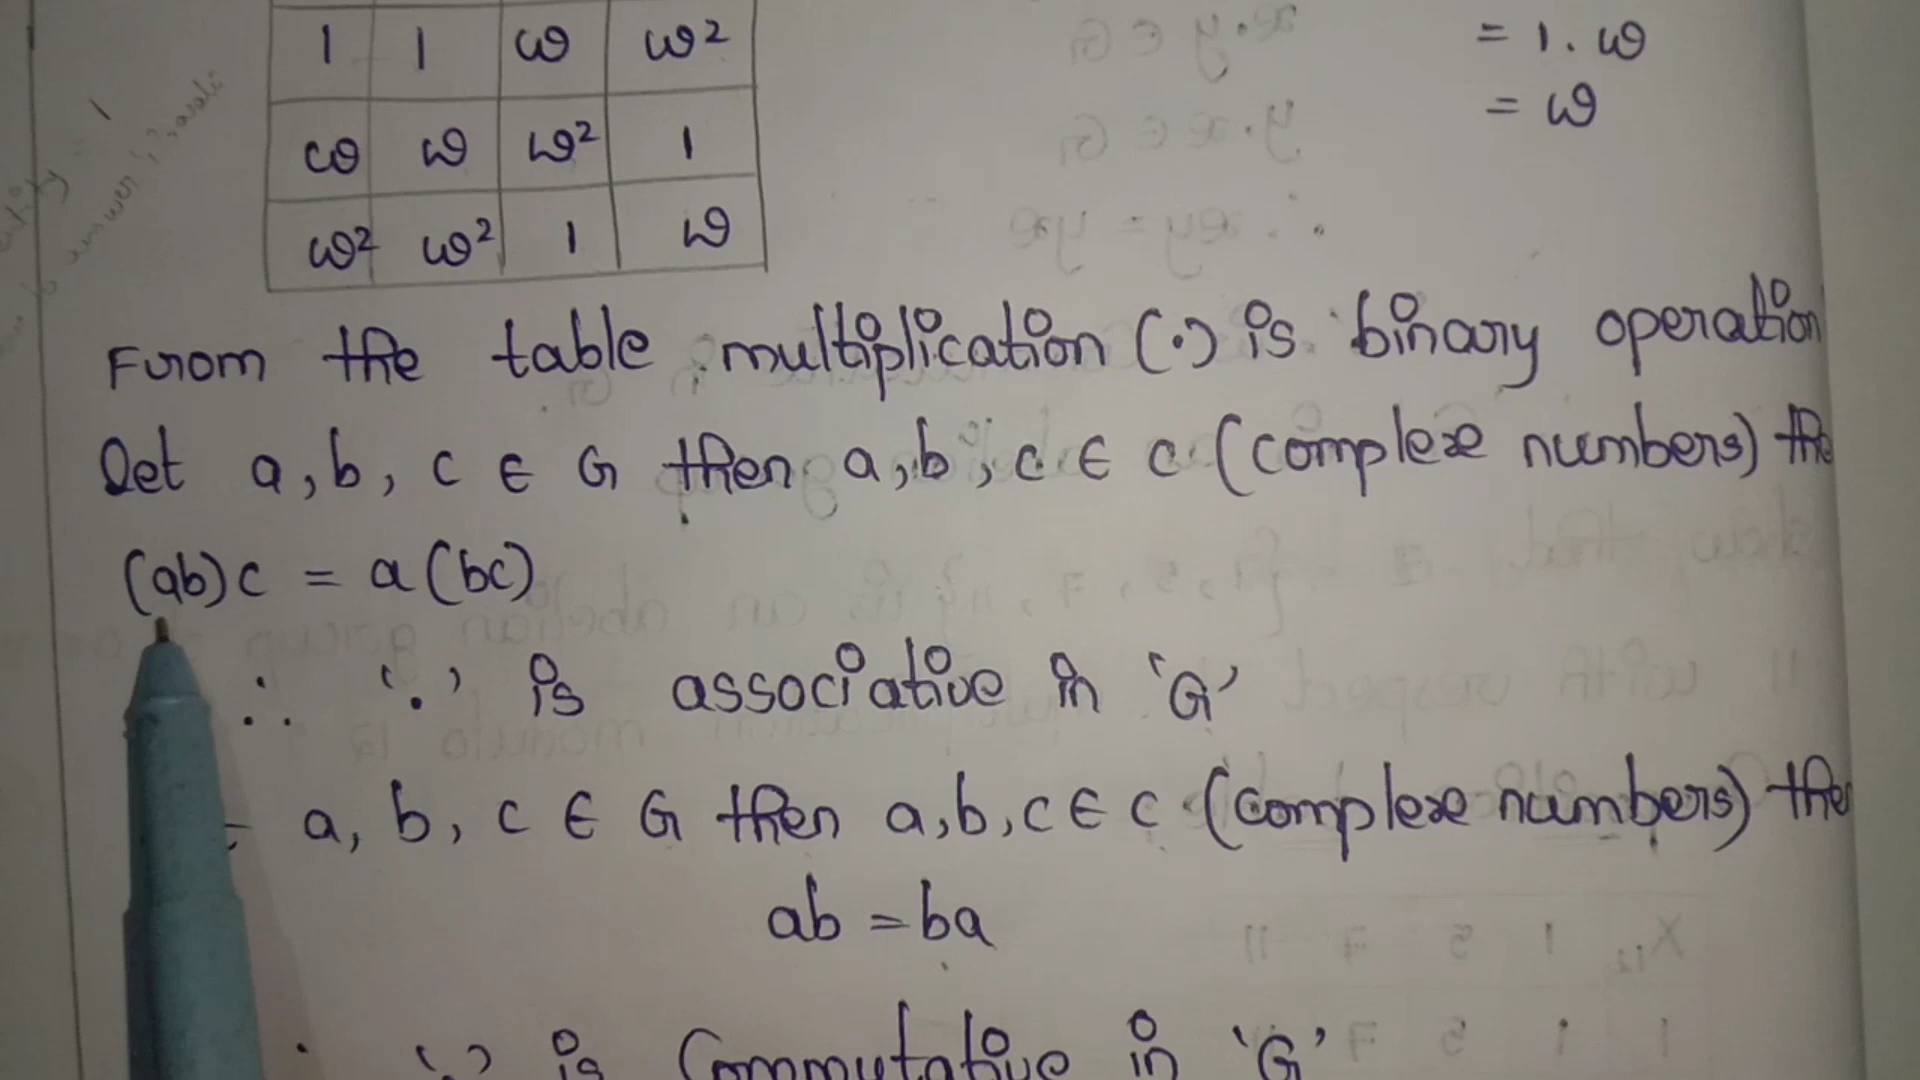 1 1 ω ω²
= 1. ω
ω ω ω² 1
= ω
ω² ω² 1 ω
From the table multiplication (·) is binary operation
Let a, b, c ∈ G then a, b, c ∈ C (complex numbers) the
(ab)c = a(bc)
∴ '·' is associative in 'G'
a, b, c ∈ G then a, b, c ∈ C (complex numbers) then
ab = ba
'·' is Commutative in 'G'